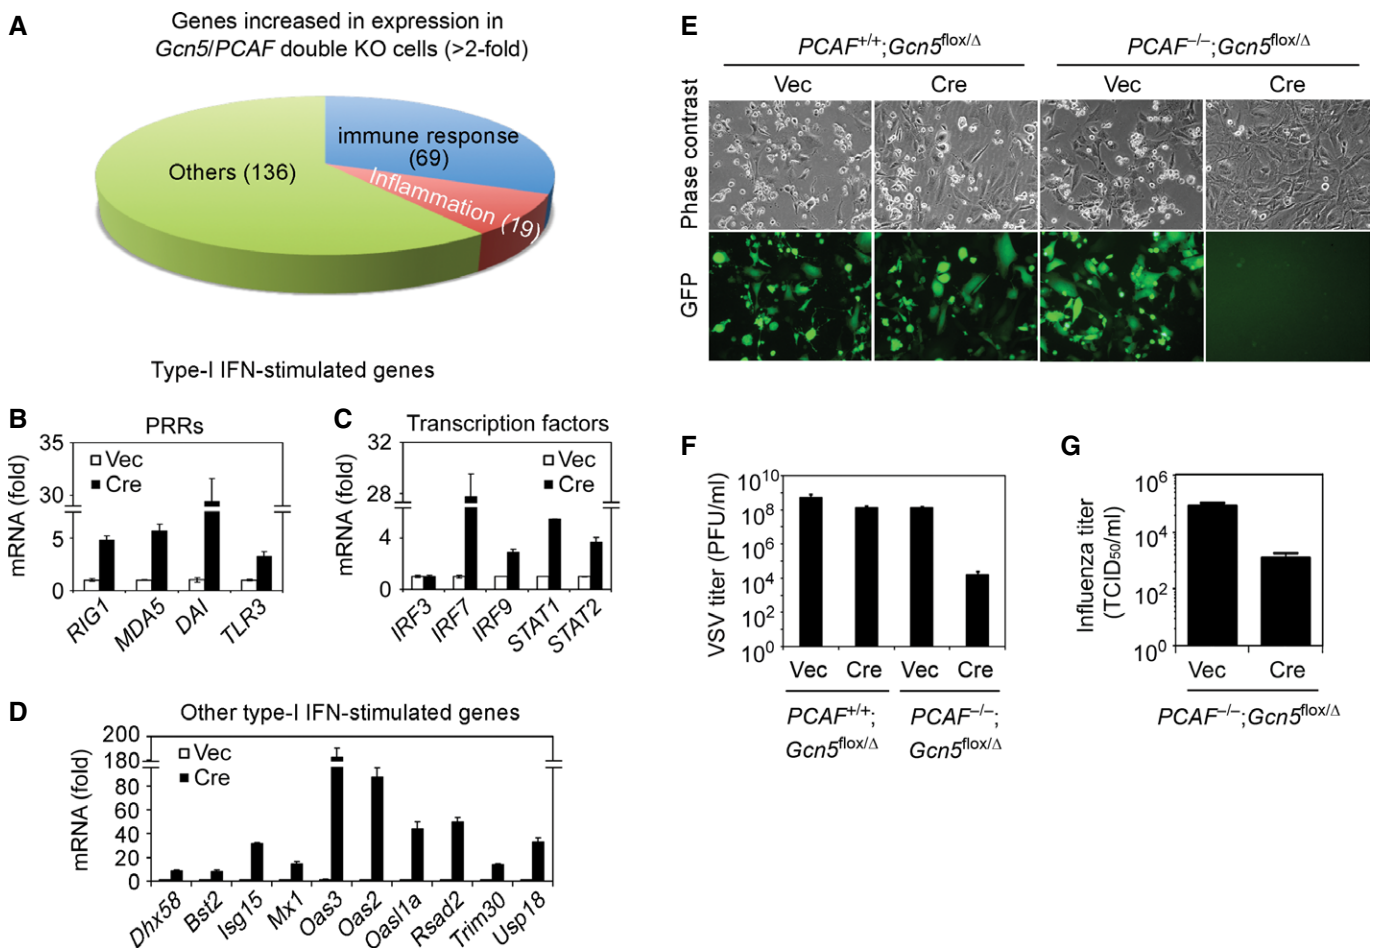 A
Genes increased in expression in
Gcn5/PCAF double KO cells (>2-fold)
immune response
(69)
Others (136)
Inflammation (19)
Type-I IFN-stimulated genes
B
PRRs
mRNA (fold)
35
30
5
0
Vec
Cre
RIG1
MDA5
DAI
TLR3
C
Transcription factors
mRNA (fold)
32
28
4
0
Vec
Cre
IRF3
IRF7
IRF9
STAT1
STAT2
D
Other type-I IFN-stimulated genes
mRNA (fold)
200
180
80
60
40
20
0
Vec
Cre
Dhx58
Bst2
Isg15
Mx1
Oas3
Oas2
Oasl1a
Rsad2
Trim30
Usp18
E
PCAF+/+;Gcn5flox/Δ
PCAF−/−;Gcn5flox/Δ
Vec
Cre
Vec
Cre
Phase contrast
GFP
F
VSV titer (PFU/ml)
10^10
10^8
10^6
10^4
10^2
10^0
Vec
Cre
Vec
Cre
PCAF+/+;
Gcn5flox/Δ
PCAF−/−;
Gcn5flox/Δ
G
Influenza titer
(TCID50/ml)
10^6
10^4
10^2
10^0
Vec
Cre
PCAF−/−;Gcn5flox/Δ